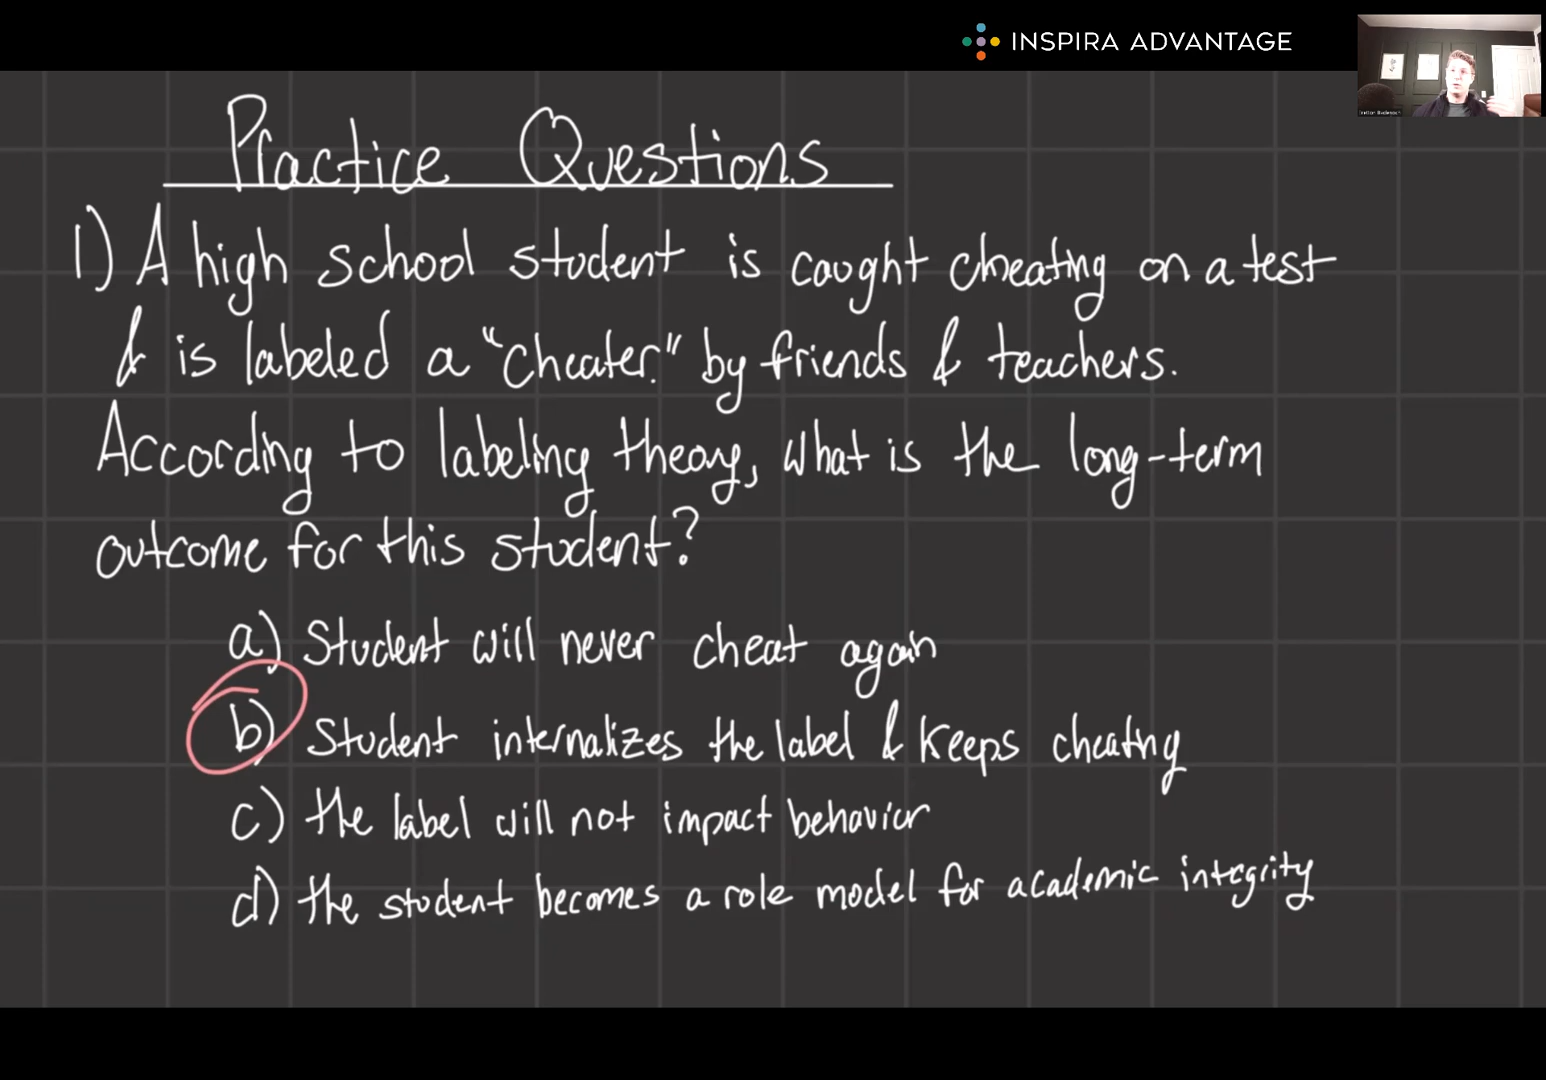 INSPIRA ADVANTAGE
Practice Questions
1) A high school student is caught cheating on a test
& is labeled a "cheater." by friends & teachers.
According to labeling theory, what is the long-term
outcome for this student?
a) Student will never cheat again
b) Student internalizes the label & keeps cheating
c) the label will not impact behavior
d) the student becomes a role model for academic integrity